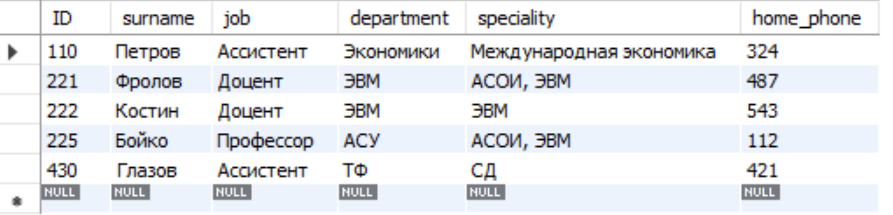 ID surname job department speciality home_phone
110 Петров Ассистент Экономики Международная экономика 324
221 Фролов Доцент ЭВМ АСОИ, ЭВМ 487
222 Костин Доцент ЭВМ ЭВМ 543
225 Бойко Профессор АСУ АСОИ, ЭВМ 112
430 Глазов Ассистент ТФ СД 421
NULL NULL NULL NULL NULL NULL